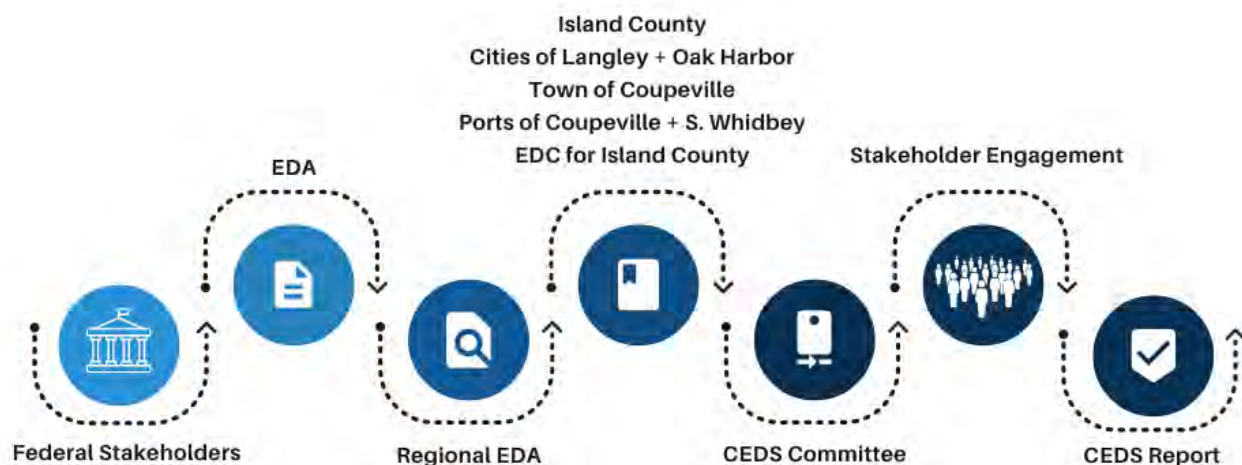 Island County
Cities of Langley + Oak Harbor
Town of Coupeville
Ports of Coupeville + S. Whidbey
EDC for Island County
Stakeholder Engagement
EDA
Federal Stakeholders
Regional EDA
CEDS Committee
CEDS Report